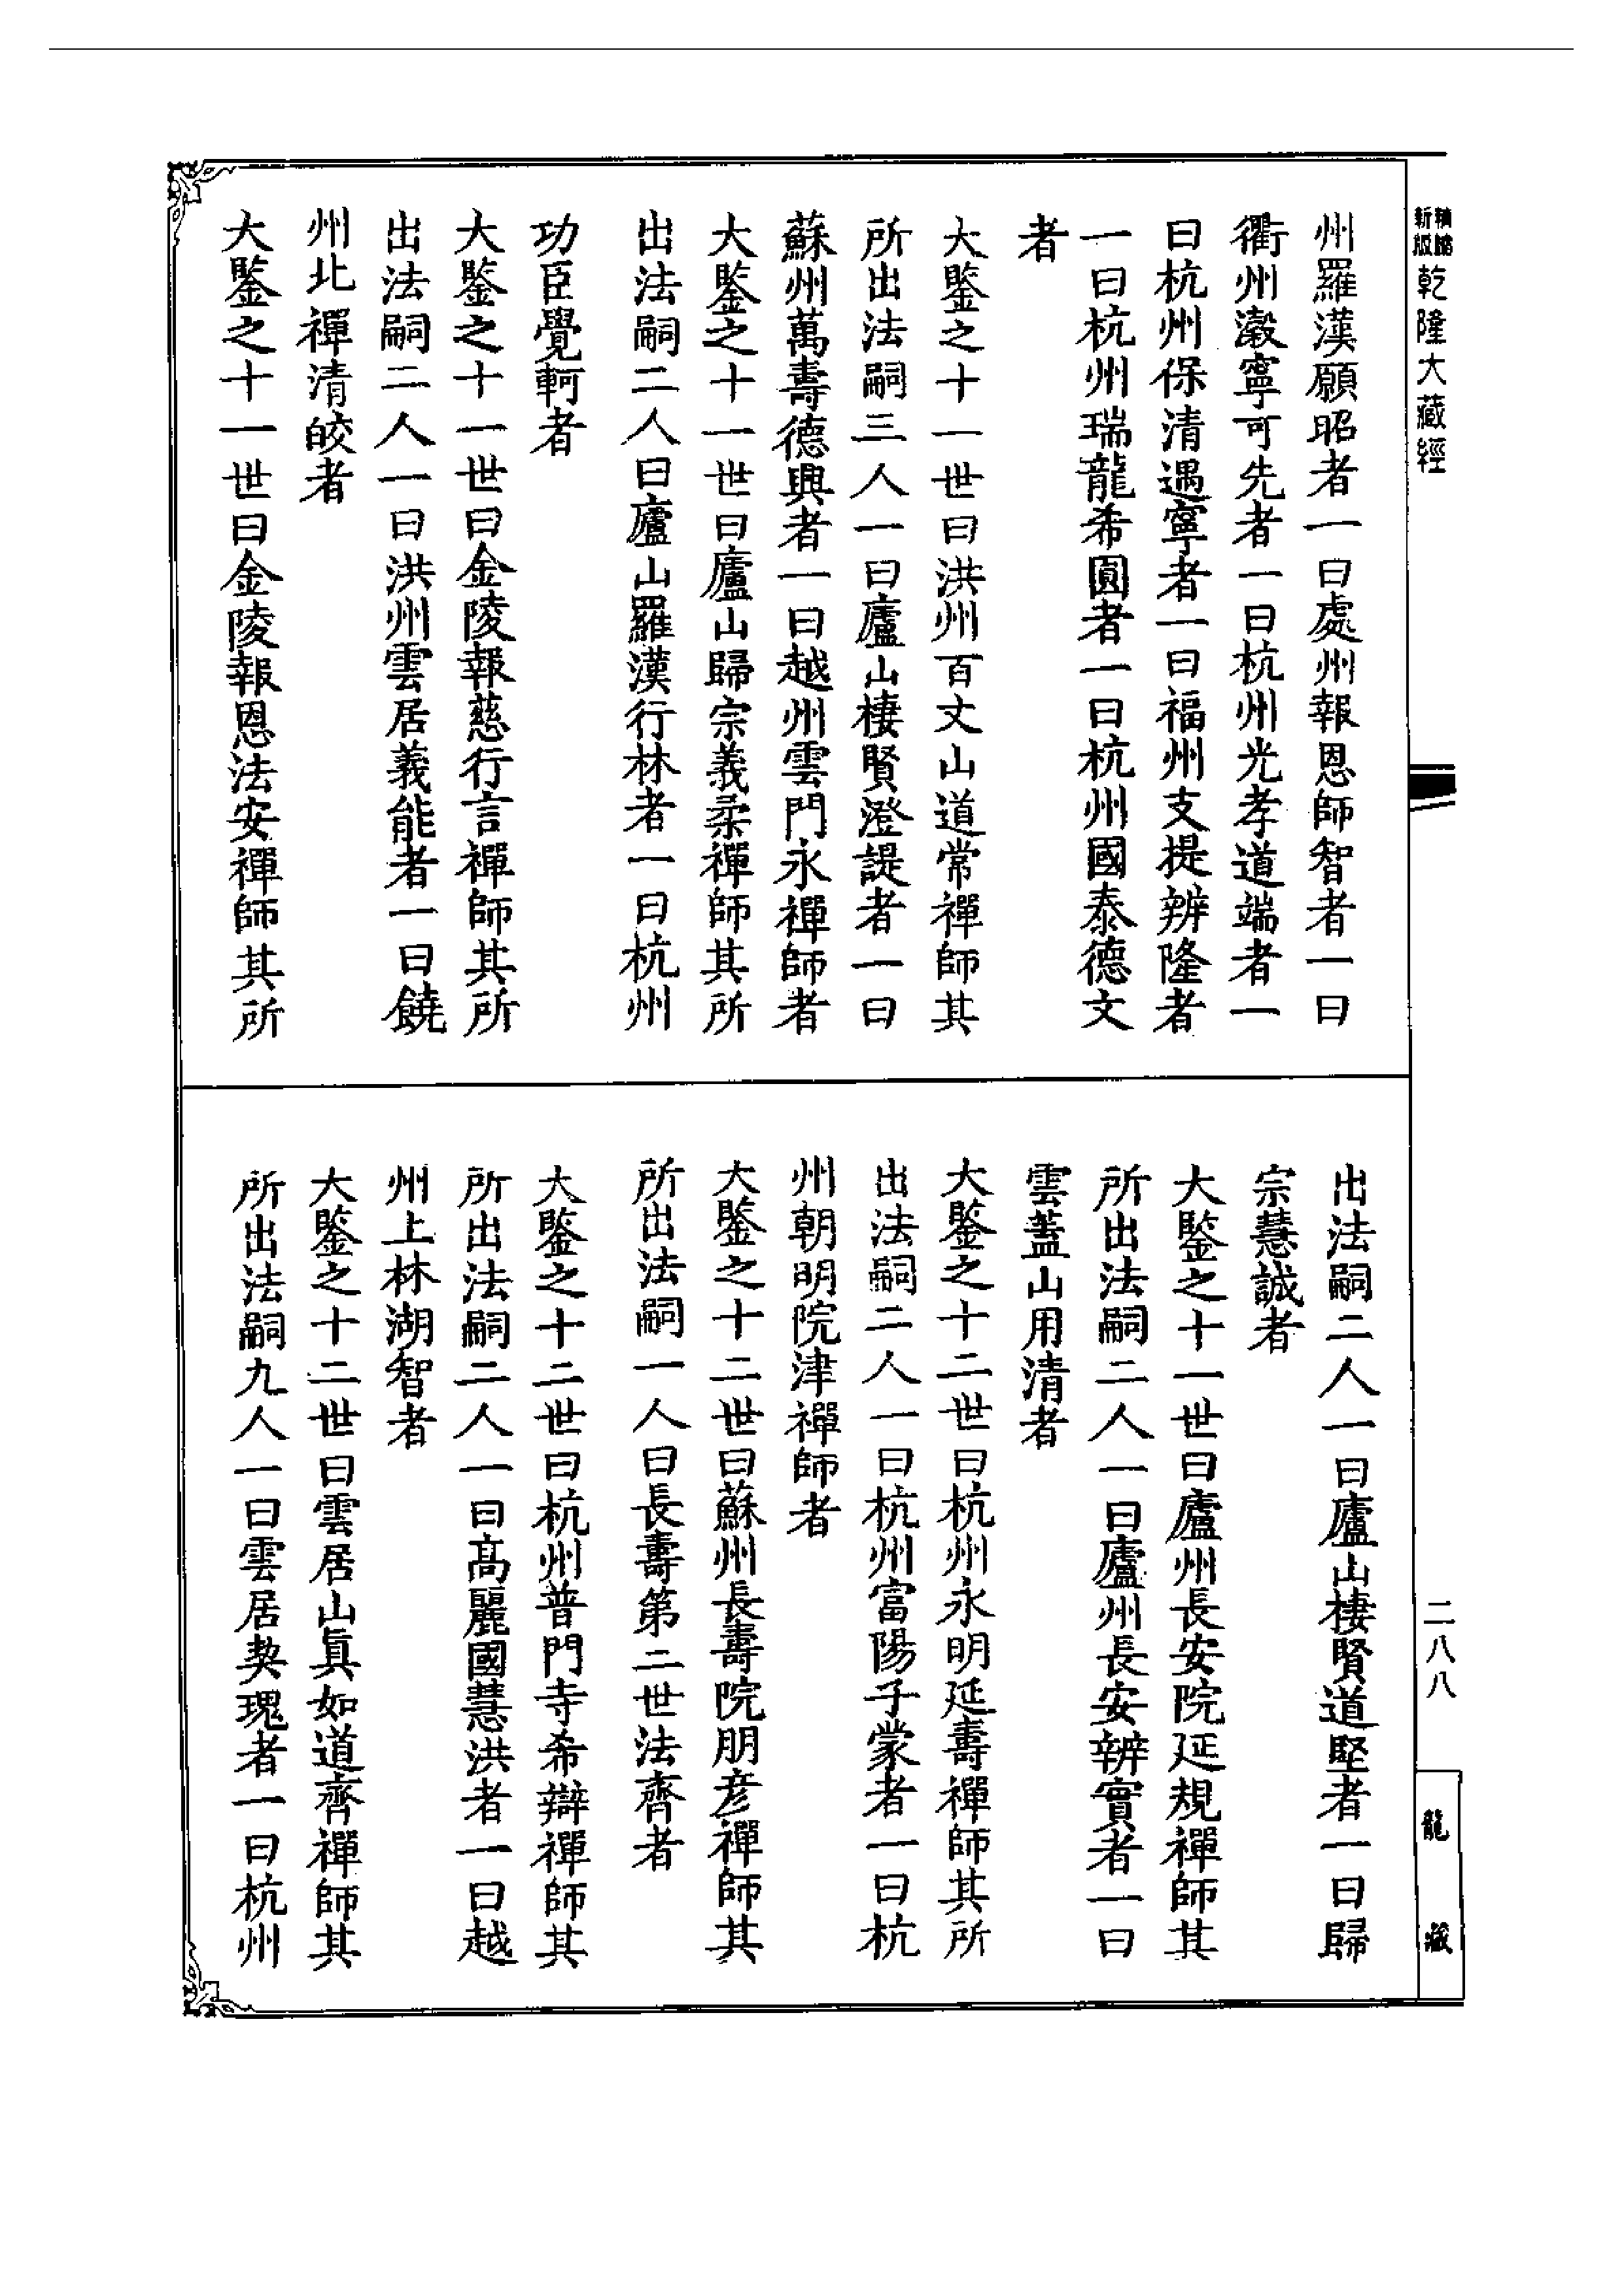 新版
精縮
乾隆大藏經
州羅漢願昭者一曰處州報恩師智者一曰
衢州瀔寧可先者一曰杭州光孝道端者一
曰杭州保清遇寧者一曰福州支提辨隆者
一曰杭州瑞龍希圓者一曰杭州國泰德文
者
大鑒之十一世曰洪州百丈山道常禪師其
所出法嗣三人一曰廬山棲賢澄諟者一曰
蘇州萬壽德興者一曰越州雲門永禪師者
大鑒之十一世曰廬山歸宗義柔禪師其所
出法嗣二人曰廬山羅漢行林者一曰杭州
功臣覺軻者
大鑒之十一世曰金陵報慈行言禪師其所
出法嗣二人一曰洪州雲居義能者一曰饒
州北禪清皎者
大鑒之十一世曰金陵報恩法安禪師其所
出法嗣二人一曰廬山棲賢道堅者一曰歸
宗慧誠者
大鑒之十一世曰廬州長安院延規禪師其
所出法嗣二人一曰廬州長安辨實者一曰
雲蓋山用清者
大鑒之十二世曰杭州永明延壽禪師其所
出法嗣二人一曰杭州富陽子蒙者一曰杭
州朝明院津禪師者
大鑒之十二世曰蘇州長壽院朋彥禪師其
所出法嗣一人曰長壽第二世法齊者
大鑒之十二世曰杭州普門寺希辯禪師其
所出法嗣二人一曰高麗國慧洪者一曰越
州上林湖智者
大鑒之十二世曰雲居山真如道齊禪師其
所出法嗣九人一曰雲居契瑰者一曰杭州
二八八
龍藏